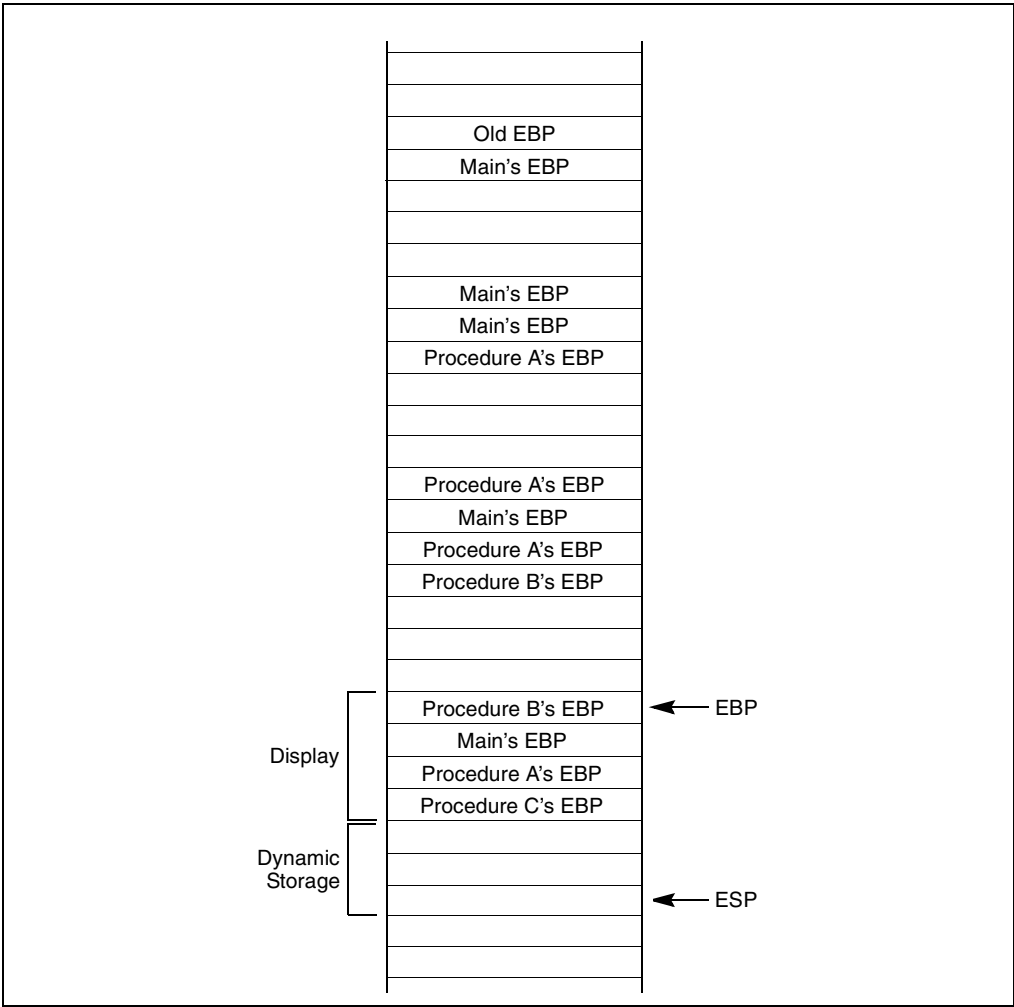 Old EBP
Main's EBP
Main's EBP
Main's EBP
Procedure A's EBP
Procedure A's EBP
Main's EBP
Procedure A's EBP
Procedure B's EBP
Procedure B's EBP
EBP
Main's EBP
Display
Procedure A's EBP
Procedure C's EBP
Dynamic
Storage
ESP